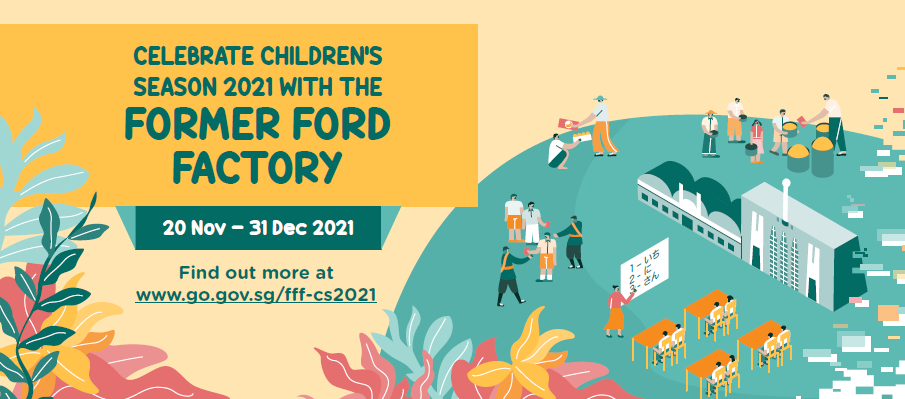 CELEBRATE CHILDREN'S
SEASON 2021 WITH THE
FORMER FORD
FACTORY
20 Nov – 31 Dec 2021
Find out more at
www.go.gov.sg/fff-cs2021
1 - いち
2 - に
3 - さん